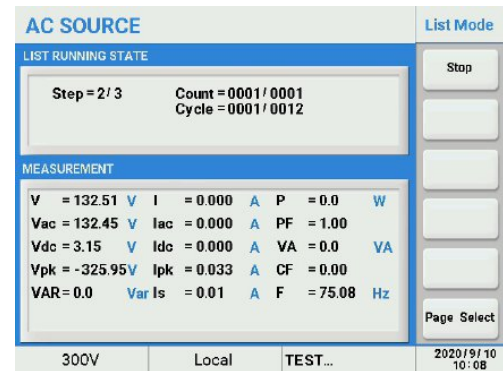 AC SOURCE
List Mode
LIST RUNNING STATE
Stop
Step = 2/ 3 Count = 0001/ 0001
Cycle = 0001/ 0012
MEASUREMENT
V = 132.51 V I = 0.000 A P = 0.0 W
Vac = 132.45 V Iac = 0.000 A PF = 1.00
Vdc = 3.15 V Idc = 0.000 A VA = 0.0 VA
Vpk = -325.95V Ipk = 0.033 A CF = 0.00
VAR = 0.0 Var Is = 0.01 A F = 75.08 Hz
Page Select
300V Local TEST... 2020/9/10
10:08